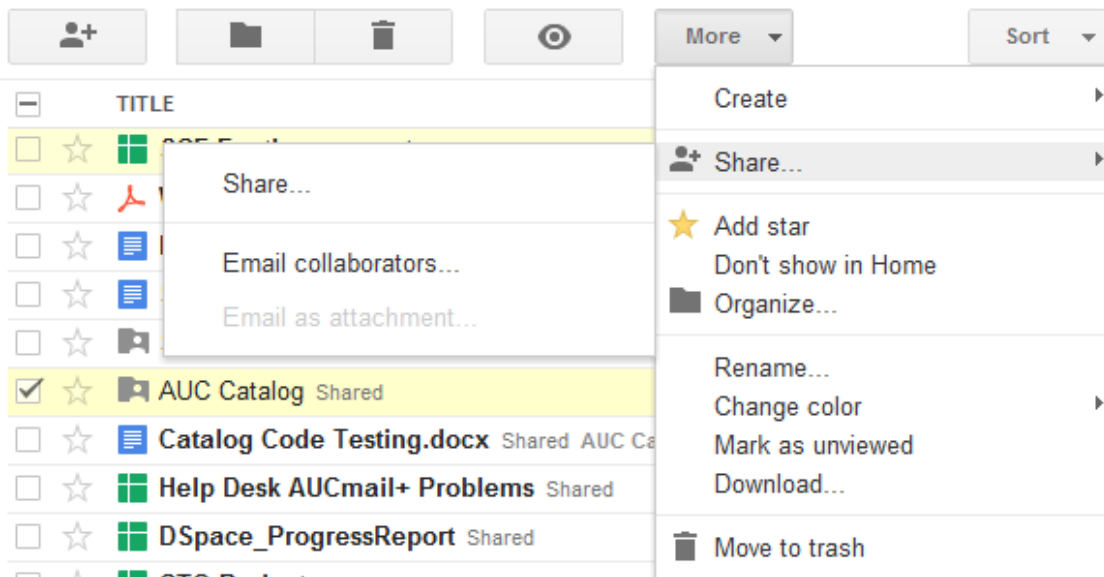 More
Sort
TITLE
Create
Share...
Add star
Don't show in Home
Organize...
Rename...
Change color
Mark as unviewed
Download...
Move to trash
Share...
Email collaborators...
Email as attachment...
AUC Catalog Shared
Catalog Code Testing.docx Shared AUC Ca
Help Desk AUCmail+ Problems Shared
DSpace_ProgressReport Shared